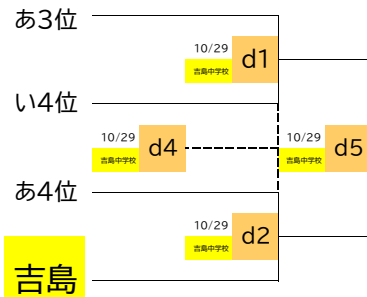 あ3位
10/29
吉島中学校
d1
い4位
10/29
吉島中学校
d4
10/29
吉島中学校
d5
あ4位
10/29
吉島中学校
d2
吉島